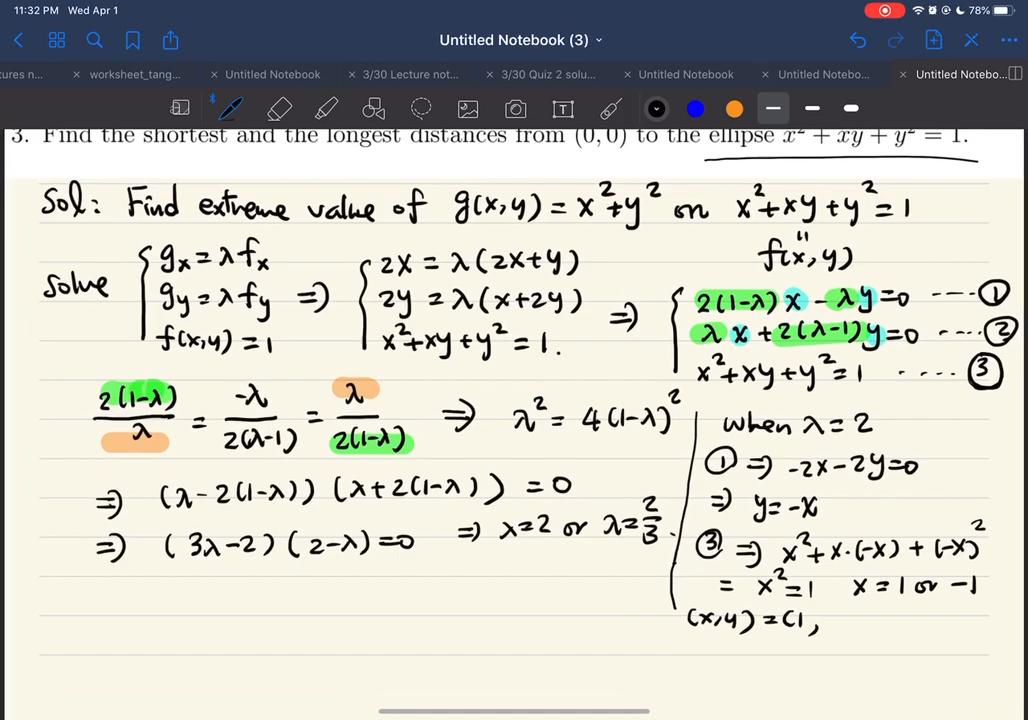 11:32 PM Wed Apr 1
78%
Untitled Notebook (3)
tures n...
worksheet_tang...
Untitled Notebook
3/30 Lecture not...
3/30 Quiz 2 solu...
Untitled Notebook
Untitled Notebo...
Untitled Notebo...
3. Find the shortest and the longest distances from (0, 0) to the ellipse x² + xy + y² = 1.
Sol: Find extreme value of g(x,y) = x²+y² on x²+xy+y²=1
" f(x,y)
Solve { gx = λfx ⇒ { 2x = λ(2x+y)
gy = λfy 2y = λ(x+2y)
f(x,y) = 1 x²+xy+y² = 1.
⇒ { 2(1-λ)x - λy = 0 ---- ①
λx + 2(λ-1)y = 0 ---- ②
x²+xy+y² = 1 ---- ③
2(1-λ)/λ = -λ/2(λ-1) = λ/2(1-λ) ⇒ λ² = 4(1-λ)²
⇒ (λ-2(1-λ))(λ+2(1-λ)) = 0
⇒ (3λ-2)(2-λ)=0 ⇒ λ=2 or λ=2/3.
when λ=2
① ⇒ -2x-2y=0
⇒ y=-x
③ ⇒ x²+x·(-x)+(-x)²
= x²=1 x=1 or -1
(x,y)=(1,